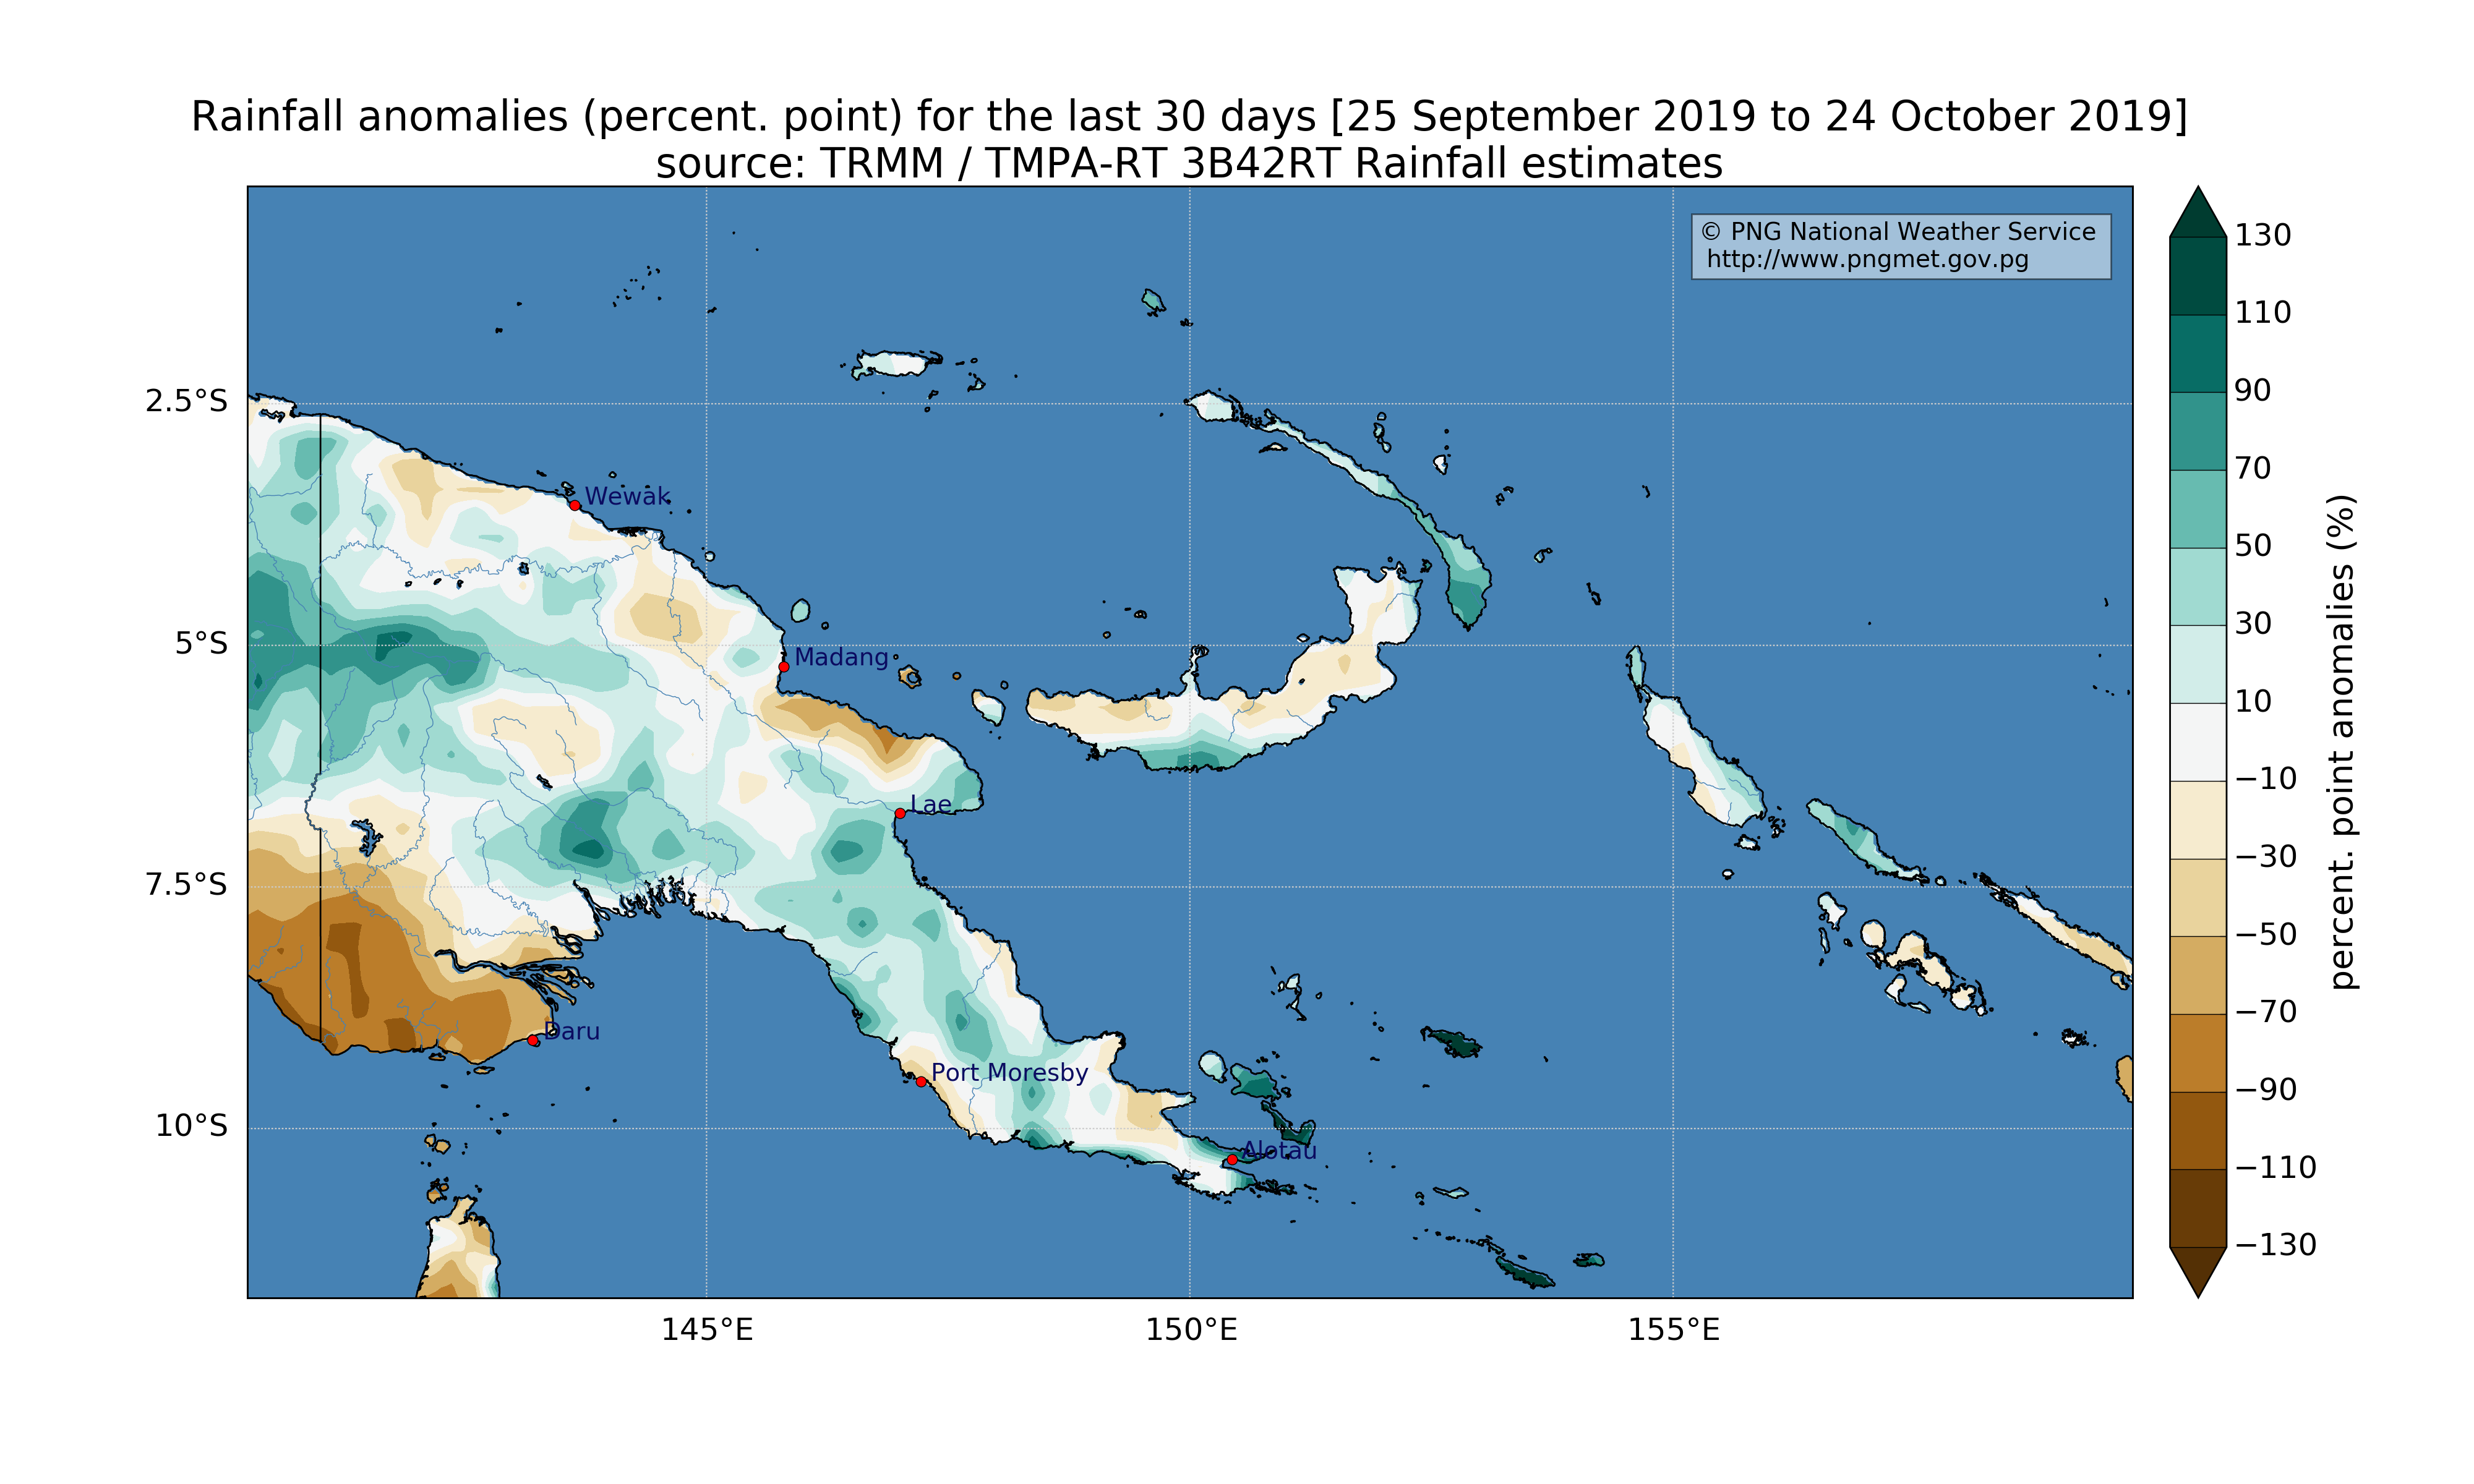 Rainfall anomalies (percent. point) for the last 30 days [25 September 2019 to 24 October 2019]
source: TRMM / TMPA-RT 3B42RT Rainfall estimates
© PNG National Weather Service
http://www.pngmet.gov.pg
2.5°S
5°S
7.5°S
10°S
Wewak
Madang
Lae
Daru
Port Moresby
Alotau
145°E
150°E
155°E
130
110
90
70
50
30
10
−10
−30
−50
−70
−90
−110
−130
percent. point anomalies (%)